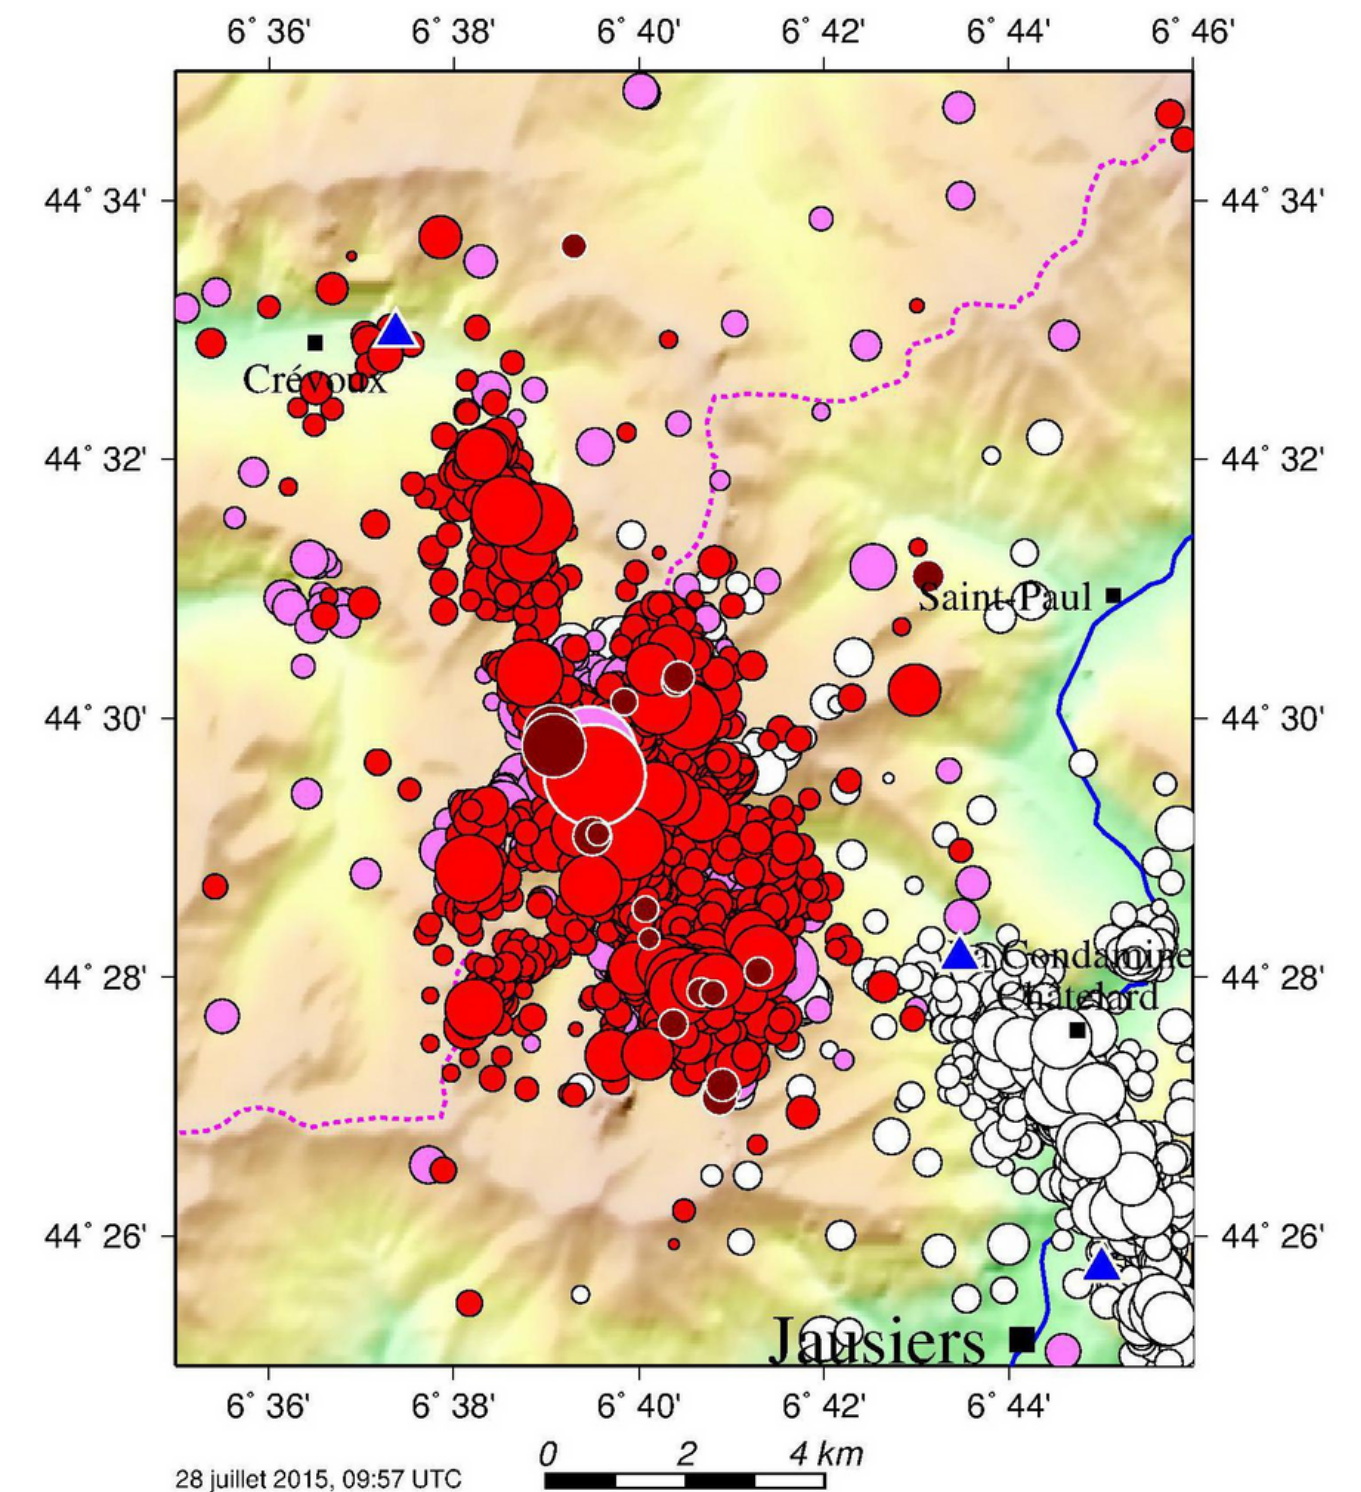 6° 36' 6° 38' 6° 40' 6° 42' 6° 44' 6° 46'
44° 34' 44° 34'
Crévoux
44° 32' 44° 32'
Saint-Paul
44° 30' 44° 30'
La Condamine
44° 28' 44° 28'
Châtelard
44° 26' 44° 26'
Jausiers
6° 36' 6° 38' 6° 40' 6° 42' 6° 44'
0 2 4 km
28 juillet 2015, 09:57 UTC